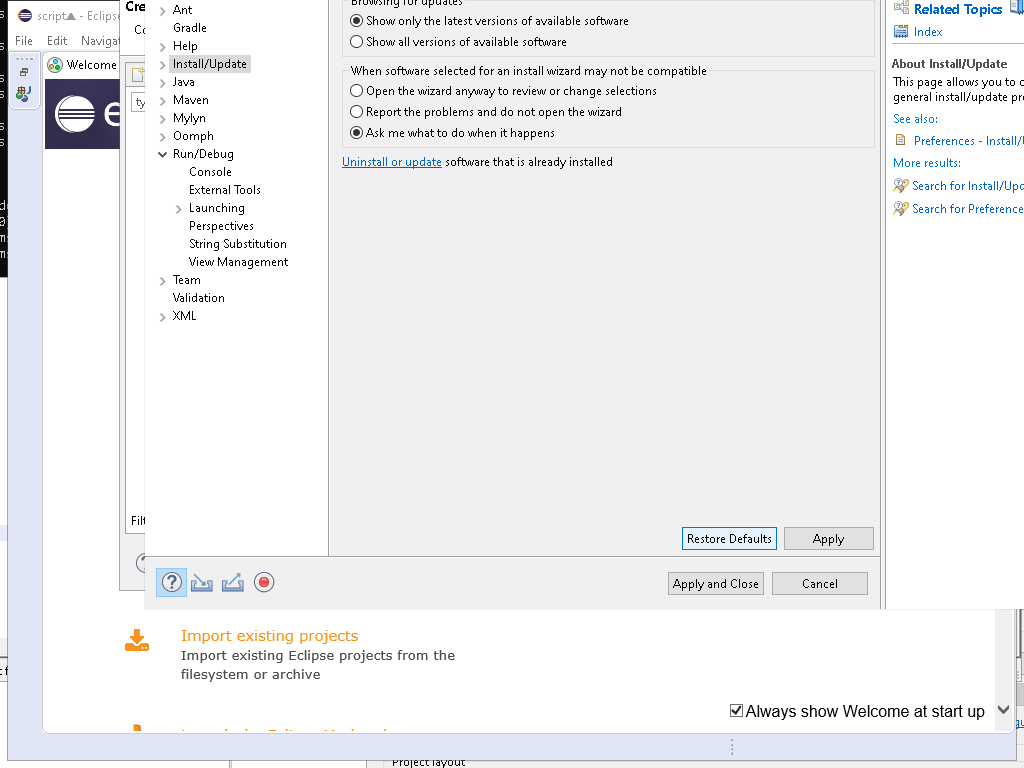 script - Eclipse
File Edit Navigat
Welcome
Cre
ty
Filt
Ant
Gradle
Help
Install/Update
Java
Maven
Mylyn
Oomph
Run/Debug
Console
External Tools
Launching
Perspectives
String Substitution
View Management
Team
Validation
XML
Browsing for updates
Show only the latest versions of available software
Show all versions of available software
When software selected for an install wizard may not be compatible
Open the wizard anyway to review or change selections
Report the problems and do not open the wizard
Ask me what to do when it happens
Uninstall or update software that is already installed
Restore Defaults Apply
Apply and Close Cancel
Related Topics
Index
About Install/Update
This page allows you to c
general install/update pre
See also:
Preferences - Install/U
More results:
Search for Install/Upd
Search for Preference
Import existing projects
Import existing Eclipse projects from the
filesystem or archive
Always show Welcome at start up
Project layout